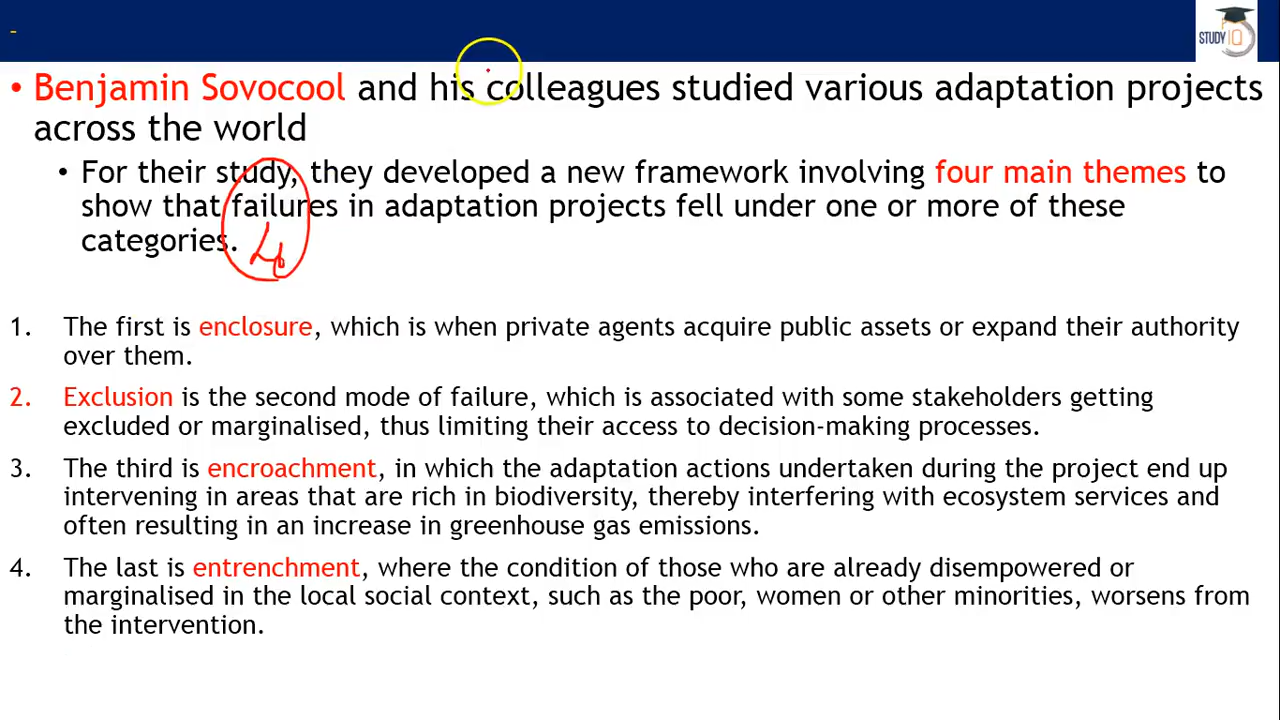 -
STUDY IQ
• Benjamin Sovocool and his colleagues studied various adaptation projects
across the world
• For their study, they developed a new framework involving four main themes to
show that failures in adaptation projects fell under one or more of these
categories.
4
1. The first is enclosure, which is when private agents acquire public assets or expand their authority
over them.
2. Exclusion is the second mode of failure, which is associated with some stakeholders getting
excluded or marginalised, thus limiting their access to decision-making processes.
3. The third is encroachment, in which the adaptation actions undertaken during the project end up
intervening in areas that are rich in biodiversity, thereby interfering with ecosystem services and
often resulting in an increase in greenhouse gas emissions.
4. The last is entrenchment, where the condition of those who are already disempowered or
marginalised in the local social context, such as the poor, women or other minorities, worsens from
the intervention.